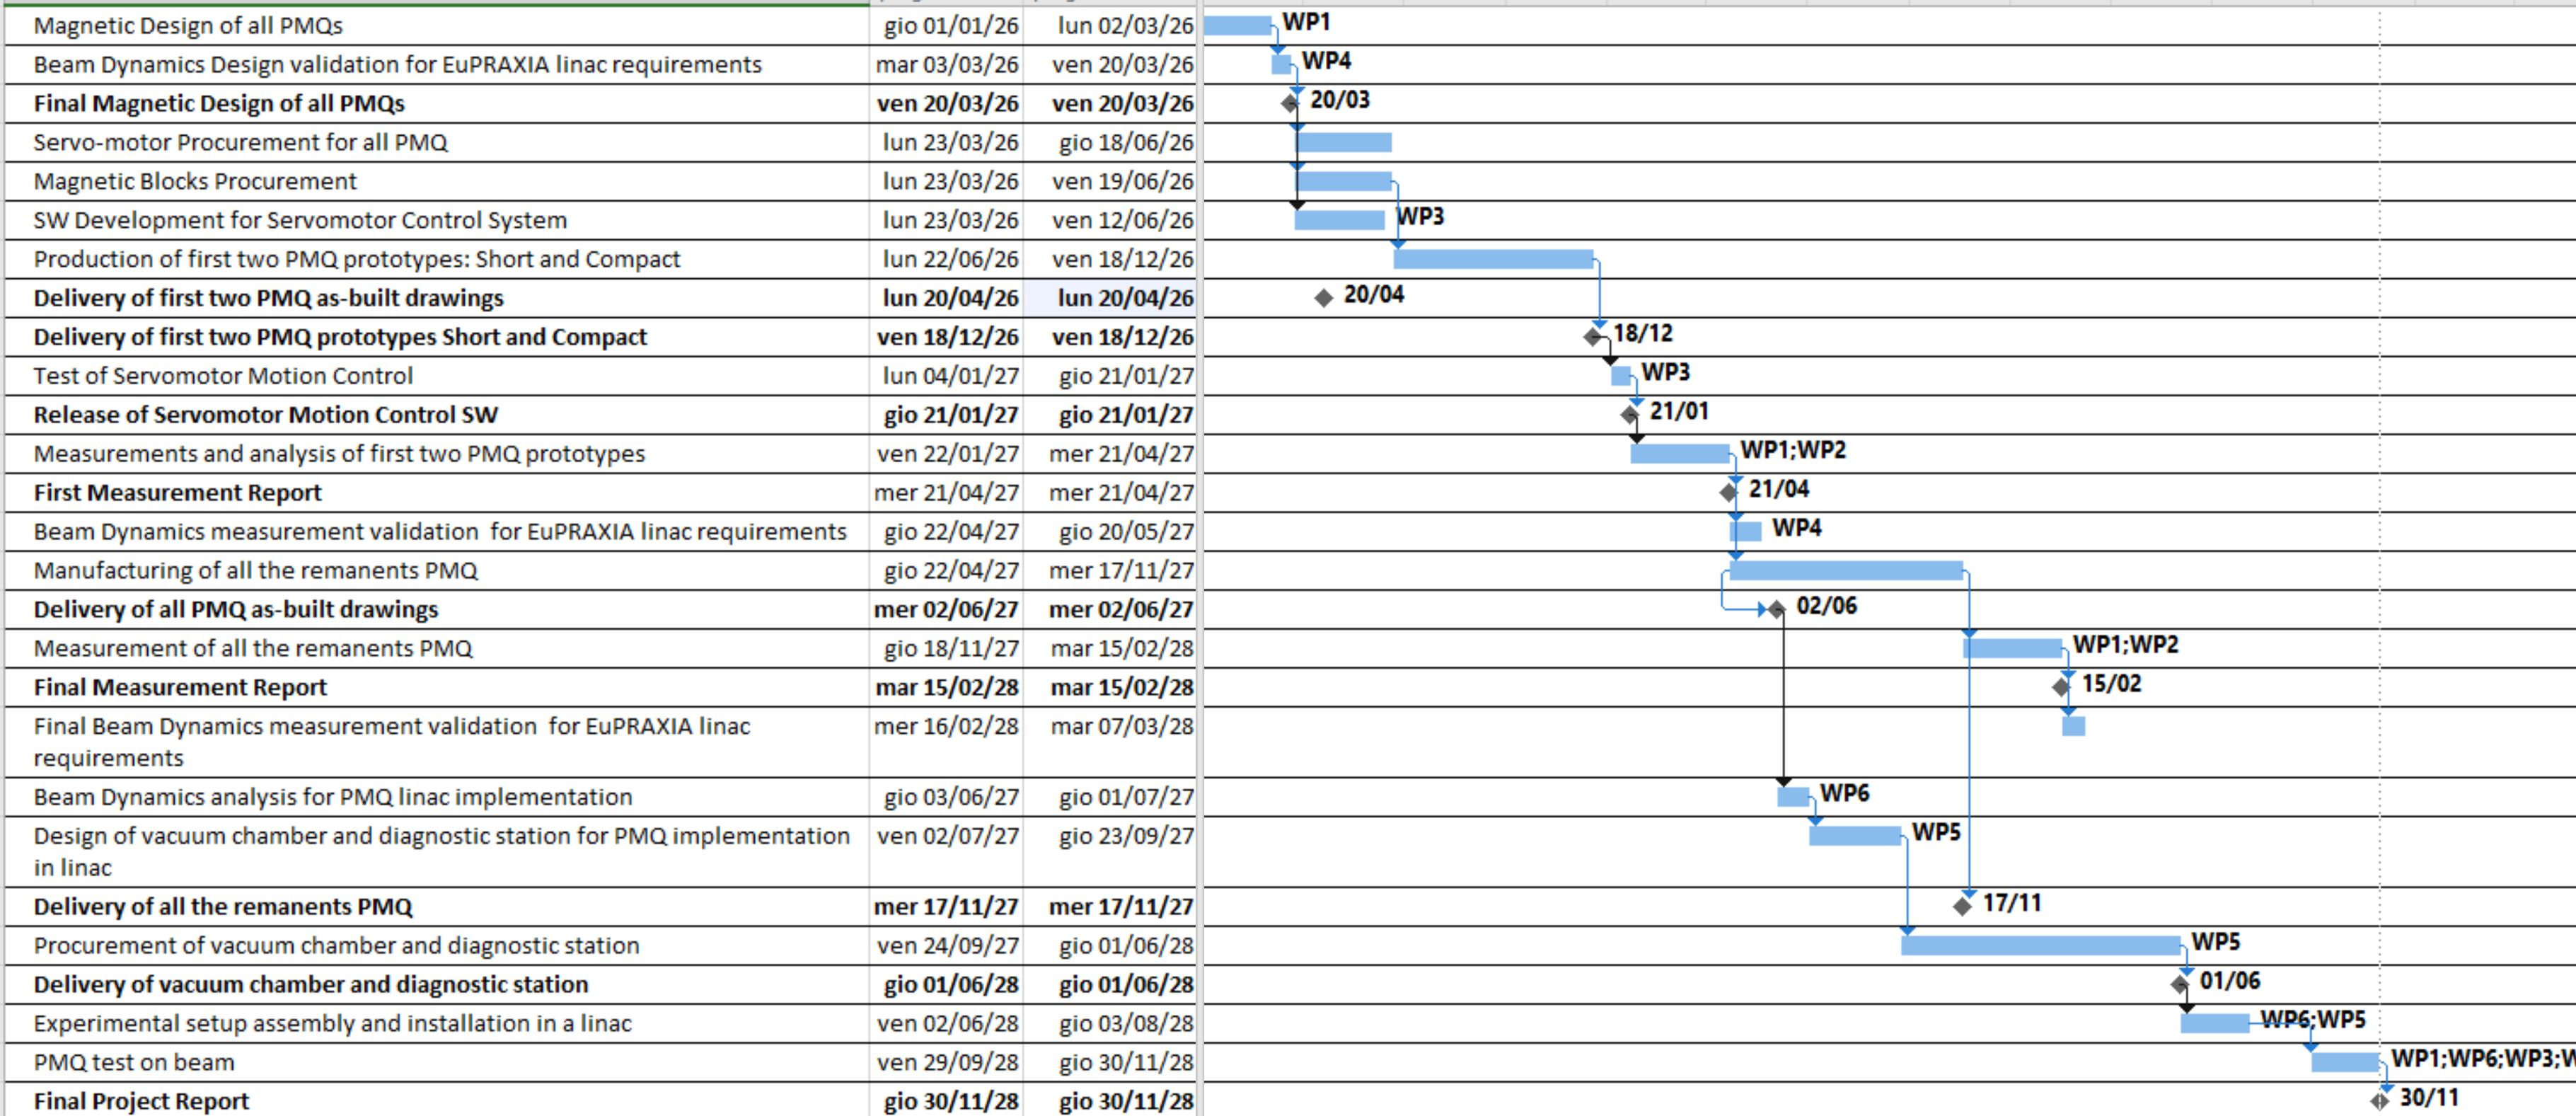 Magnetic Design of all PMQs gio 01/01/26 lun 02/03/26 WP1
Beam Dynamics Design validation for EuPRAXIA linac requirements mar 03/03/26 ven 20/03/26 WP4
Final Magnetic Design of all PMQs ven 20/03/26 ven 20/03/26 20/03
Servo-motor Procurement for all PMQ lun 23/03/26 gio 18/06/26
Magnetic Blocks Procurement lun 23/03/26 ven 19/06/26
SW Development for Servomotor Control System lun 23/03/26 ven 12/06/26 WP3
Production of first two PMQ prototypes: Short and Compact lun 22/06/26 ven 18/12/26
Delivery of first two PMQ as-built drawings lun 20/04/26 lun 20/04/26 20/04
Delivery of first two PMQ prototypes Short and Compact ven 18/12/26 ven 18/12/26 18/12
Test of Servomotor Motion Control lun 04/01/27 gio 21/01/27 WP3
Release of Servomotor Motion Control SW gio 21/01/27 gio 21/01/27 21/01
Measurements and analysis of first two PMQ prototypes ven 22/01/27 mer 21/04/27 WP1;WP2
First Measurement Report mer 21/04/27 mer 21/04/27 21/04
Beam Dynamics measurement validation for EuPRAXIA linac requirements gio 22/04/27 gio 20/05/27 WP4
Manufacturing of all the remanents PMQ gio 22/04/27 mer 17/11/27
Delivery of all PMQ as-built drawings mer 02/06/27 mer 02/06/27 02/06
Measurement of all the remanents PMQ gio 18/11/27 mar 15/02/28 WP1;WP2
Final Measurement Report mar 15/02/28 mar 15/02/28 15/02
Final Beam Dynamics measurement validation for EuPRAXIA linac mer 16/02/28 mar 07/03/28
requirements
Beam Dynamics analysis for PMQ linac implementation gio 03/06/27 gio 01/07/27 WP6
Design of vacuum chamber and diagnostic station for PMQ implementation ven 02/07/27 gio 23/09/27 WP5
in linac
Delivery of all the remanents PMQ mer 17/11/27 mer 17/11/27 17/11
Procurement of vacuum chamber and diagnostic station ven 24/09/27 gio 01/06/28 WP5
Delivery of vacuum chamber and diagnostic station gio 01/06/28 gio 01/06/28 01/06
Experimental setup assembly and installation in a linac ven 02/06/28 gio 03/08/28 WP6;WP5
PMQ test on beam ven 29/09/28 gio 30/11/28 WP1;WP6;WP3;
Final Project Report gio 30/11/28 gio 30/11/28 30/11